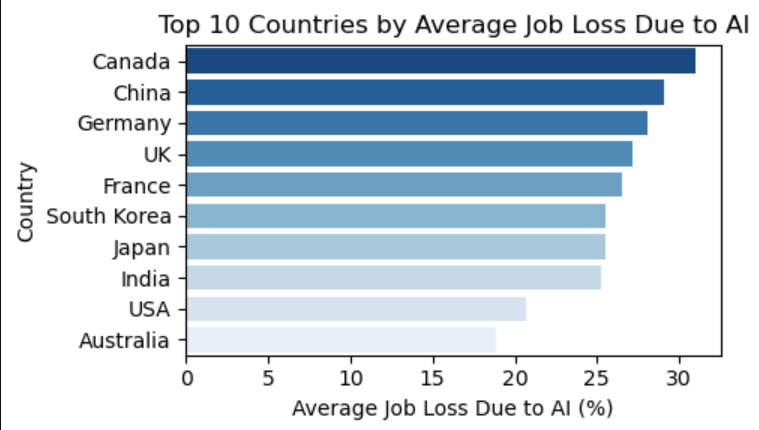 Top 10 Countries by Average Job Loss Due to AI
Country
Canada
China
Germany
UK
France
South Korea
Japan
India
USA
Australia
0 5 10 15 20 25 30
Average Job Loss Due to AI (%)